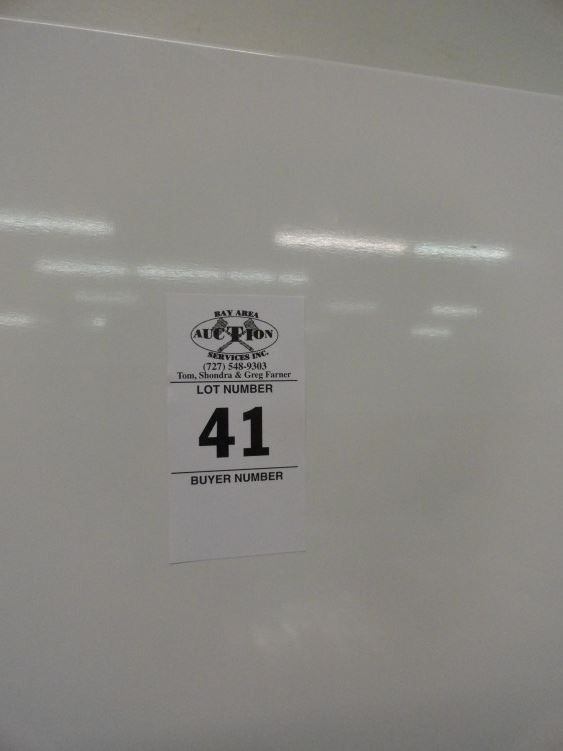 BAY AREA
AUCTION
SERVICES INC.
(727) 548-9303
Tom, Shondra & Greg Farner
LOT NUMBER
41
BUYER NUMBER